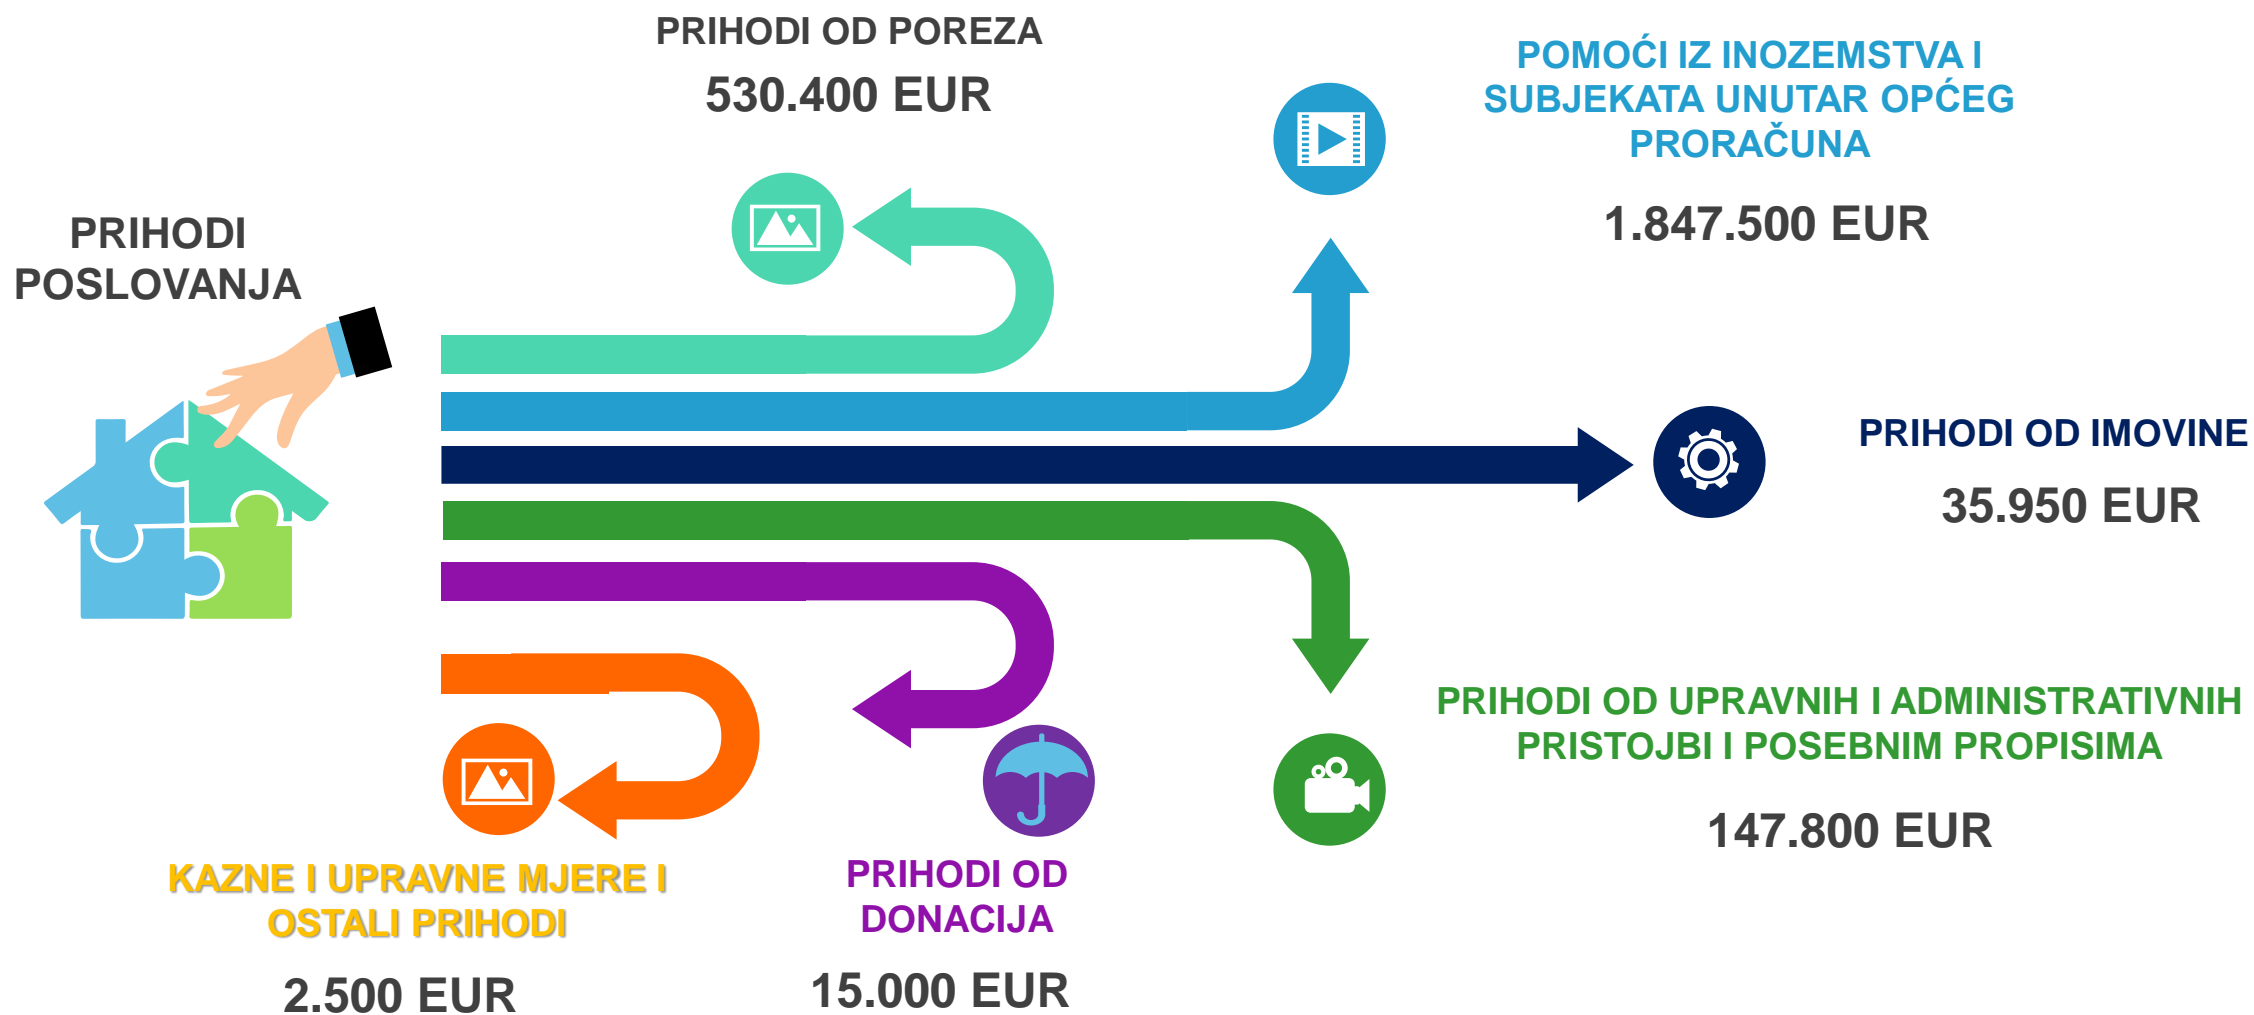 PRIHODI OD POREZA
530.400 EUR
POMOĆI IZ INOZEMSTVA I
SUBJEKATA UNUTAR OPĆEG
PRORAČUNA
1.847.500 EUR
PRIHODI
POSLOVANJA
PRIHODI OD IMOVINE
35.950 EUR
PRIHODI OD UPRAVNIH I ADMINISTRATIVNIH
PRISTOJBI I POSEBNIM PROPISIMA
147.800 EUR
KAZNE I UPRAVNE MJERE I
OSTALI PRIHODI
2.500 EUR
PRIHODI OD
DONACIJA
15.000 EUR